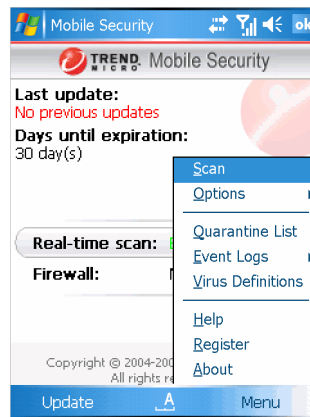 Mobile Security
ok
TREND MICRO Mobile Security
Last update:
No previous updates
Days until expiration:
30 day(s)
Scan
Options
Quarantine List
Real-time scan:
Event Logs
Firewall:
Virus Definitions
Help
Register
Copyright © 2004-200
About
All rights re
Update
Menu